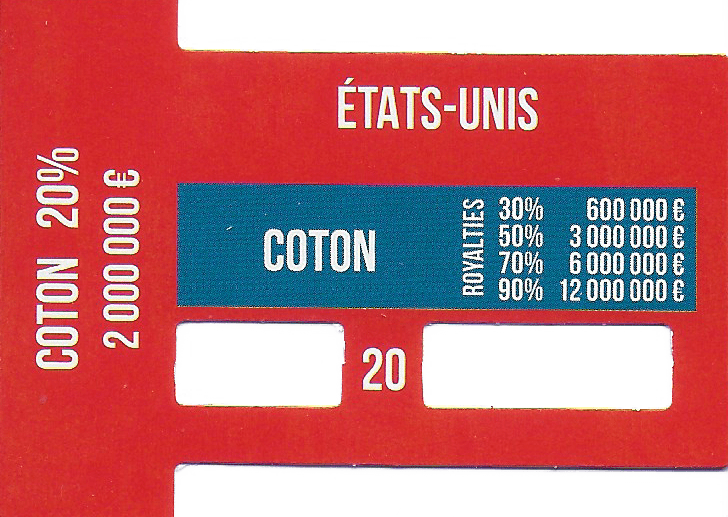 COTON 20%
2 000 000 €
ÉTATS-UNIS
COTON
ROYALTIES
30% 600 000 €
50% 3 000 000 €
70% 6 000 000 €
90% 12 000 000 €
20